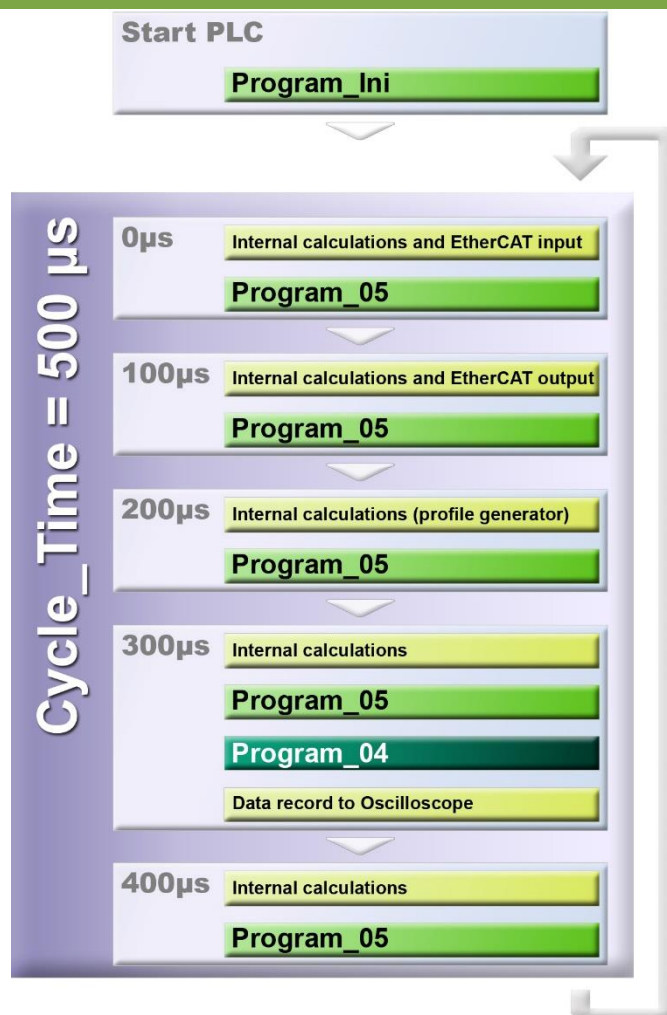 Start PLC
Program_Ini
Cycle_Time = 500 µs
0µs
Internal calculations and EtherCAT input
Program_05
100µs
Internal calculations and EtherCAT output
Program_05
200µs
Internal calculations (profile generator)
Program_05
300µs
Internal calculations
Program_05
Program_04
Data record to Oscilloscope
400µs
Internal calculations
Program_05